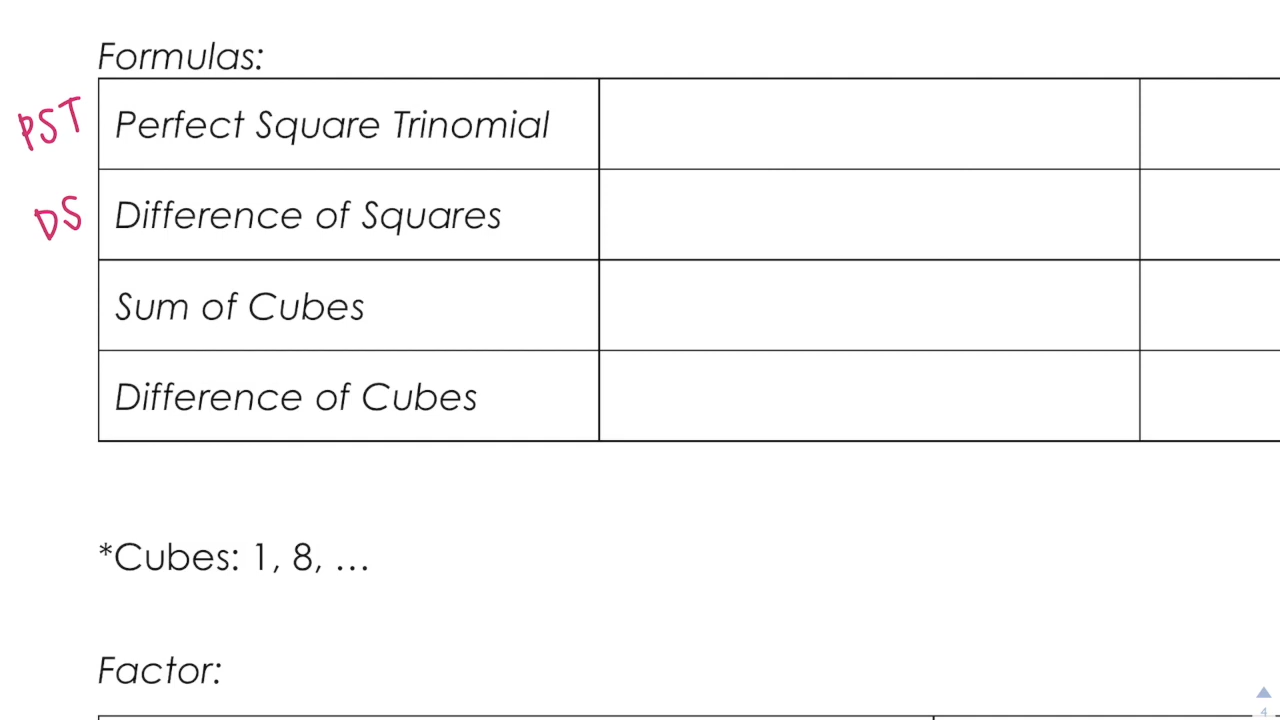 Formulas:
PST Perfect Square Trinomial
DS Difference of Squares
Sum of Cubes
Difference of Cubes
*Cubes: 1, 8, …
Factor:
4